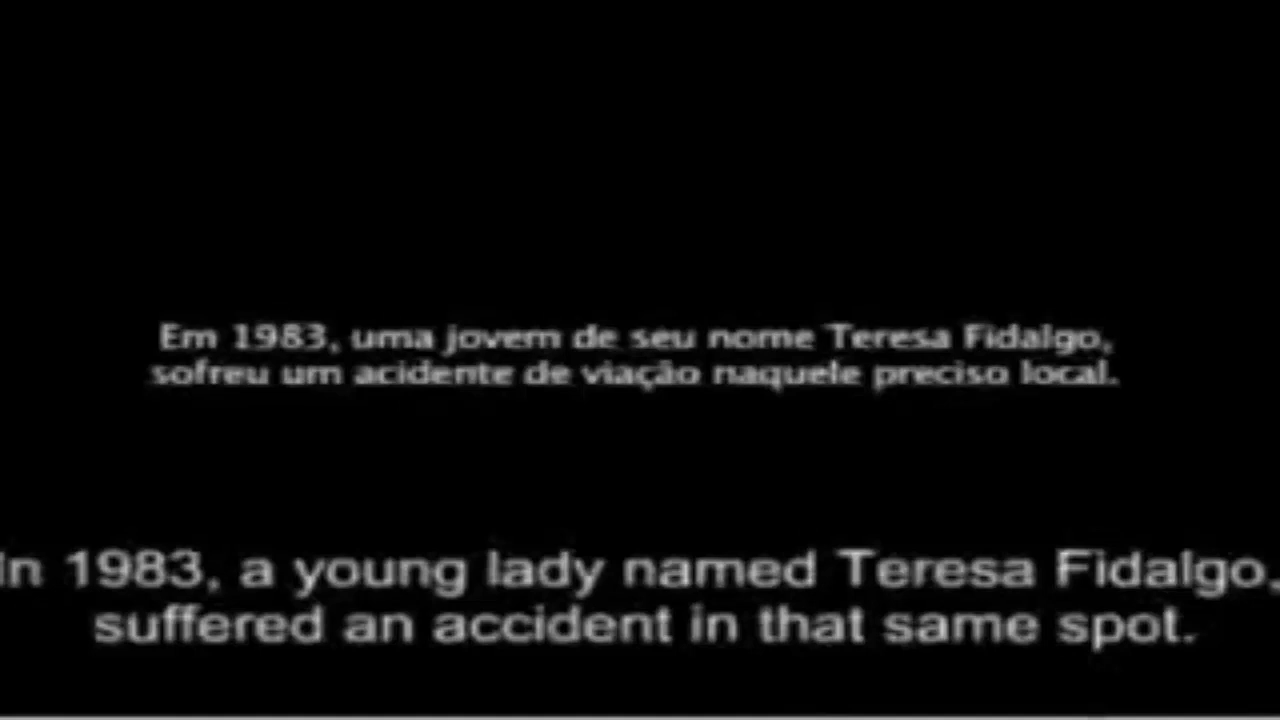 Em 1983, uma jovem de seu nome Teresa Fidalgo,
sofreu um acidente de viação naquele preciso local.
In 1983, a young lady named Teresa Fidalgo,
suffered an accident in that same spot.